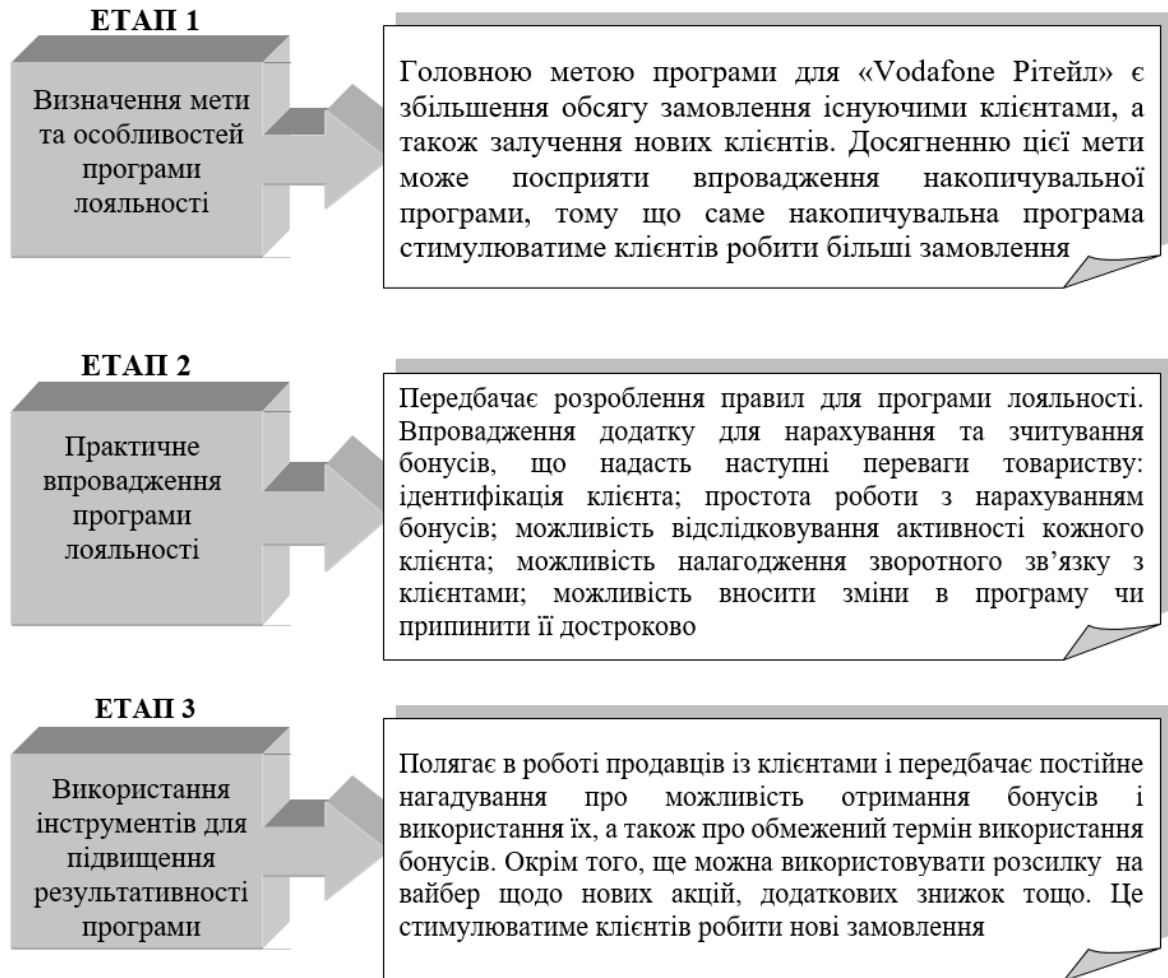 ЕТАП 1
Визначення мети
та особливостей
програми
лояльності
Головною метою програми для «Vodafone Рітейл» є
збільшення обсягу замовлення існуючими клієнтами, а
також залучення нових клієнтів. Досягненню цієї мети
може посприяти впровадження накопичувальної
програми, тому що саме накопичувальна програма
стимулюватиме клієнтів робити більші замовлення
ЕТАП 2
Практичне
впровадження
програми
лояльності
Передбачає розроблення правил для програми лояльності.
Впровадження додатку для нарахування та зчитування
бонусів, що надасть наступні переваги товариству:
ідентифікація клієнта; простота роботи з нарахуванням
бонусів; можливість відслідковування активності кожного
клієнта; можливість налагодження зворотного зв’язку з
клієнтами; можливість вносити зміни в програму чи
припинити її достроково
ЕТАП 3
Використання
інструментів для
підвищення
результативності
програми
Полягає в роботі продавців із клієнтами і передбачає постійне
нагадування про можливість отримання бонусів і
використання їх, а також про обмежений термін використання
бонусів. Окрім того, ще можна використовувати розсилку на
вайбер щодо нових акцій, додаткових знижок тощо. Це
стимулюватиме клієнтів робити нові замовлення